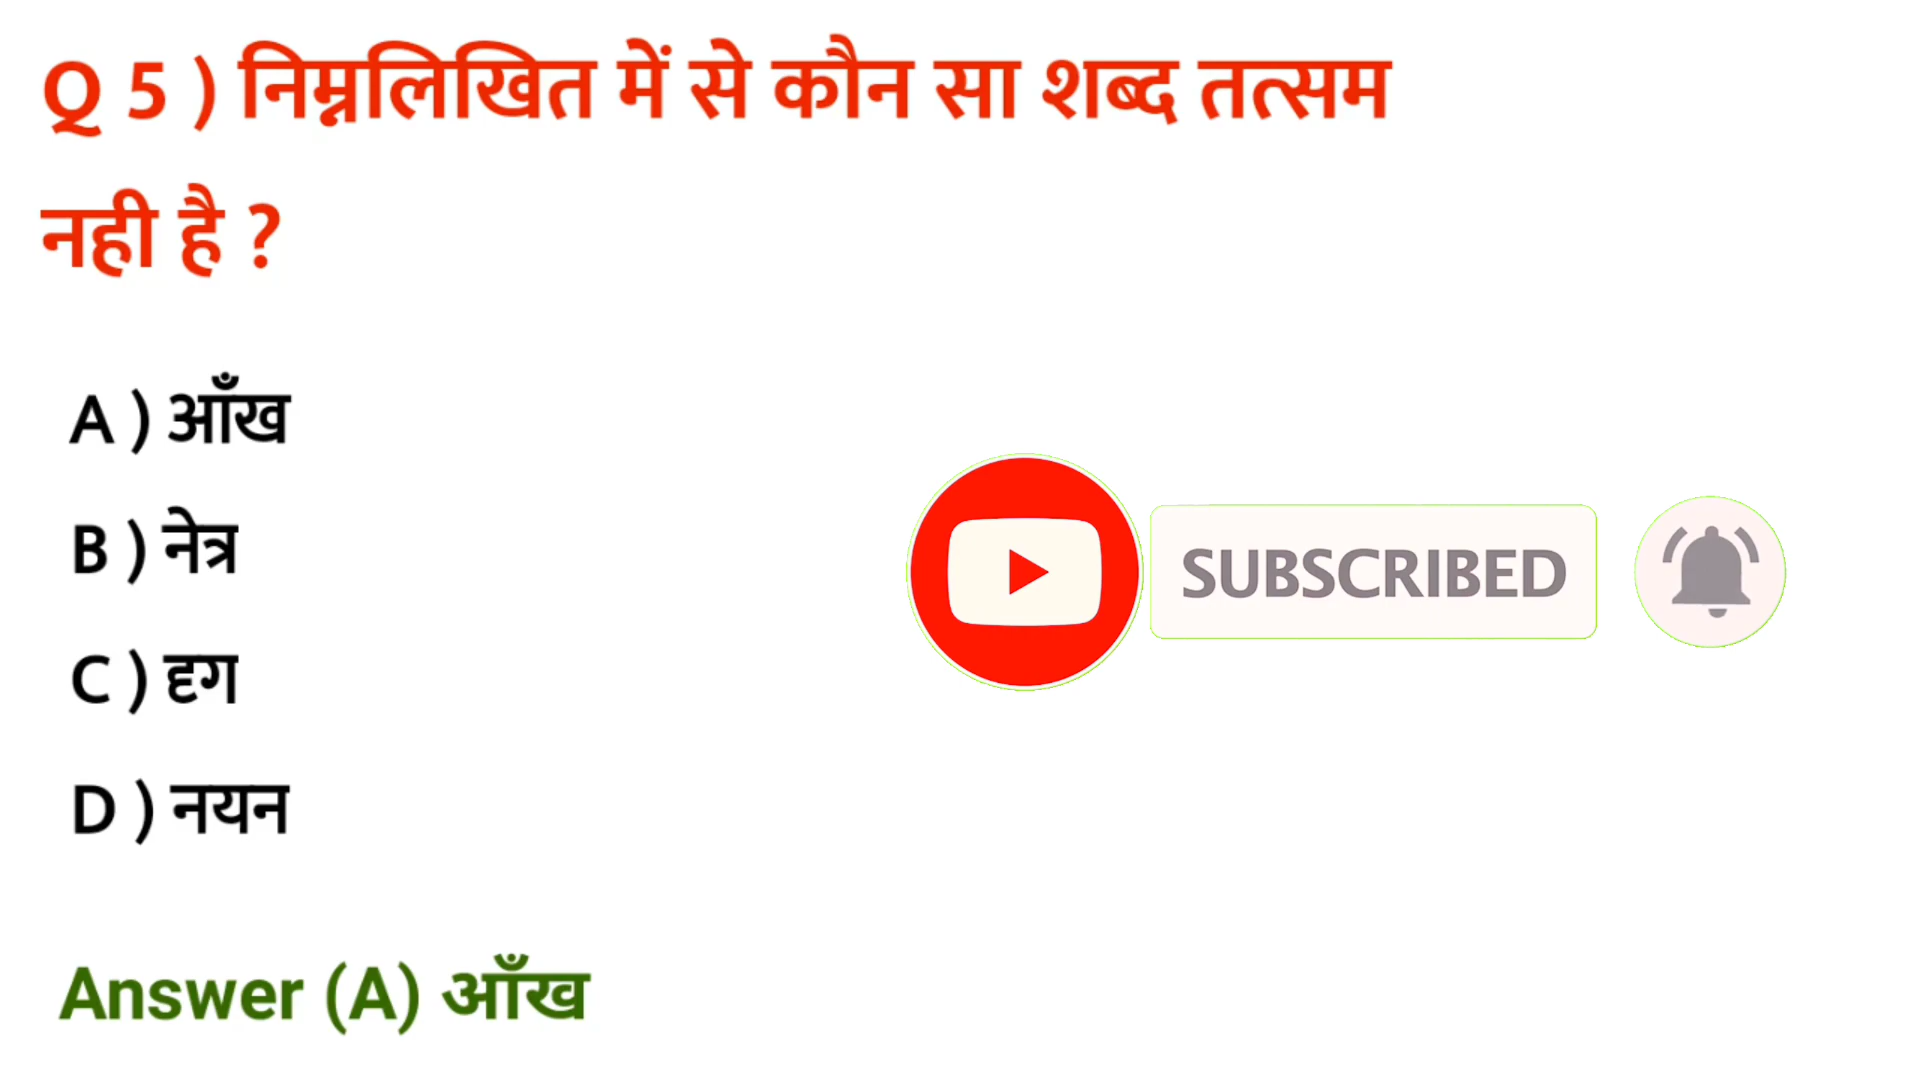 Q 5 ) निम्नलिखित में से कौन सा शब्द तत्सम
नही है ?
A ) आँख
B ) नेत्र
C ) दृग
D ) नयन
SUBSCRIBED
Answer (A) आँख